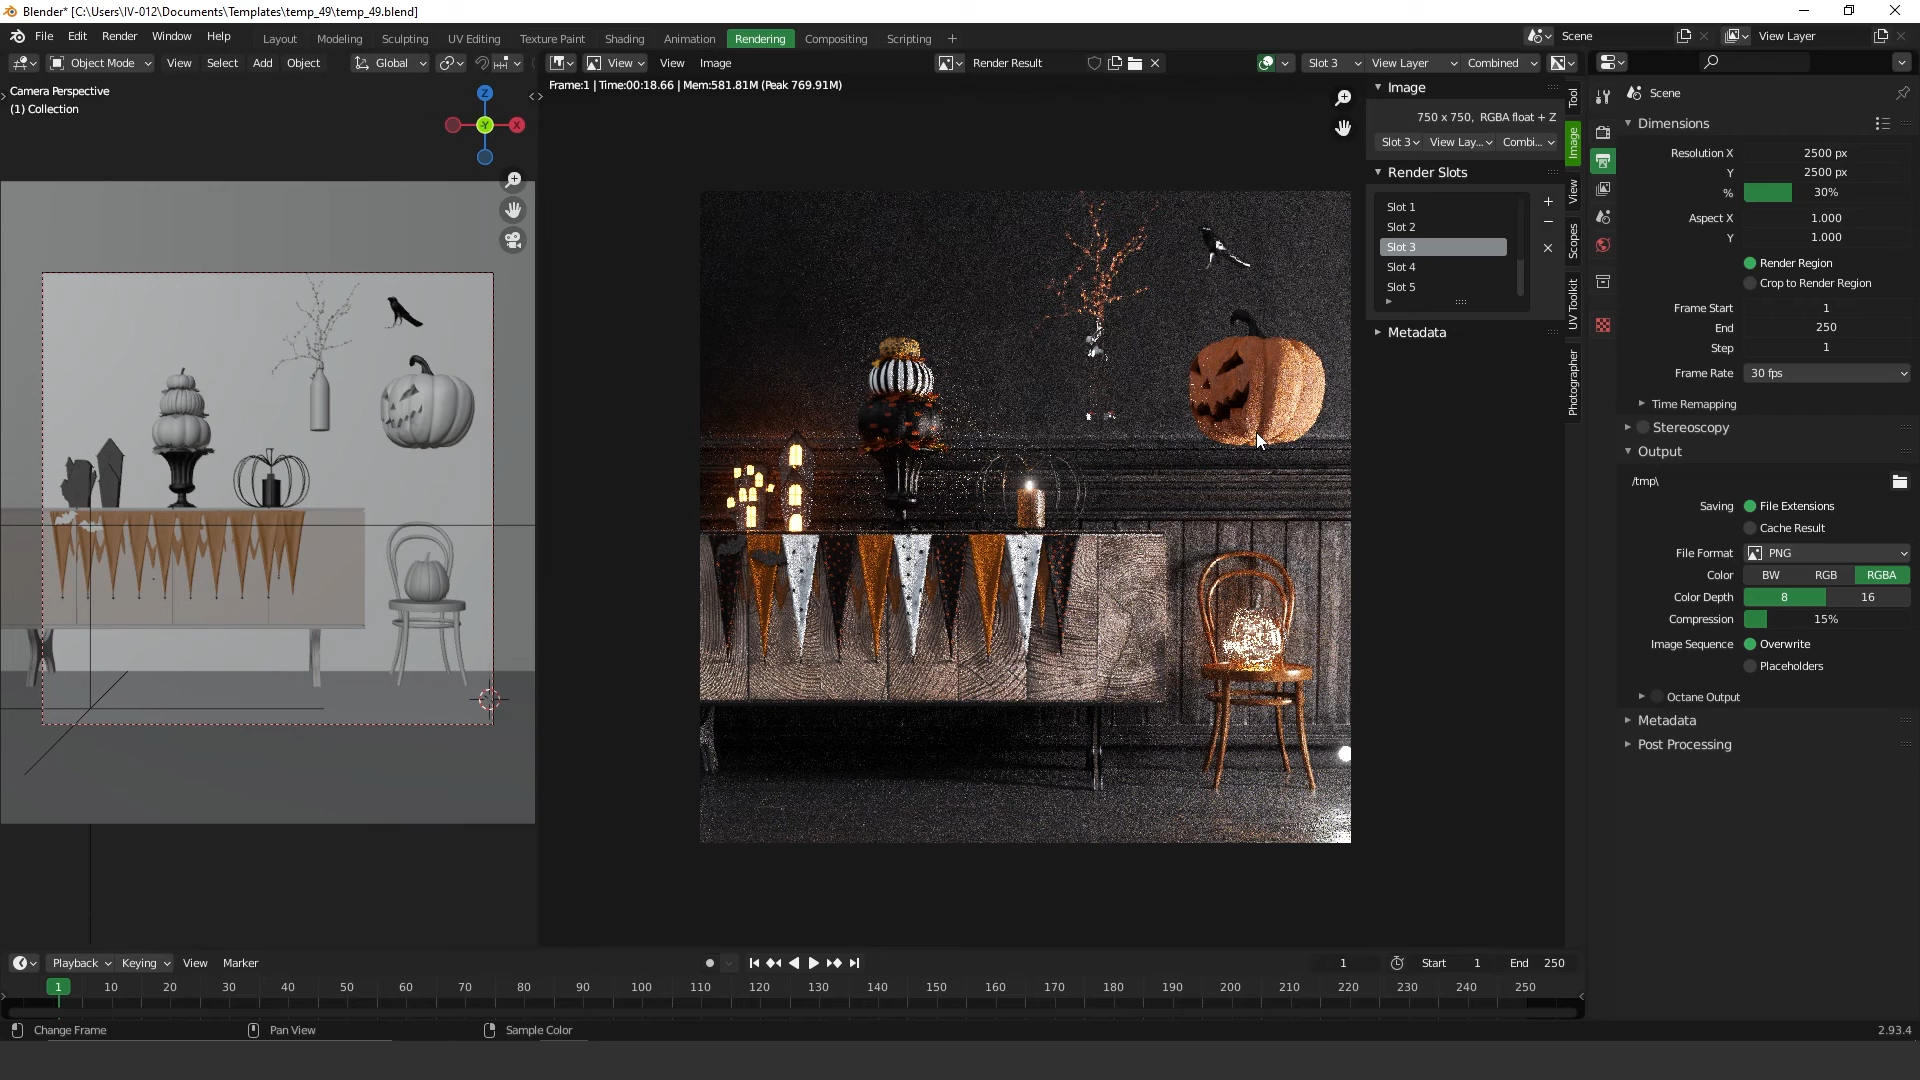 Blender* [C:\Users\IV-012\Documents\Templates\temp_49\temp_49.blend]
File Edit Render Window Help Layout Modeling Sculpting UV Editing Texture Paint Shading Animation Rendering Compositing Scripting + Scene View Layer
Object Mode View Select Add Object Global View View Image Render Result Slot 3 View Layer Combined
Camera Perspective
(1) Collection
Z
-Y
X
Frame:1 | Time:00:18.66 | Mem:581.81M (Peak 769.91M)
Image
750 x 750, RGBA float + Z
Slot 3 View Lay... Combi...
Render Slots
Slot 1
Slot 2
Slot 3
Slot 4
Slot 5
Metadata
Tool
Image
View
Scopes
UV Toolkit
Photographer
Scene
Dimensions
Resolution X 2500 px
Y 2500 px
% 30%
Aspect X 1.000
Y 1.000
Render Region
Crop to Render Region
Frame Start 1
End 250
Step 1
Frame Rate 30 fps
Time Remapping
Stereoscopy
Output
/tmp\
Saving File Extensions
Cache Result
File Format PNG
Color BW RGB RGBA
Color Depth 8 16
Compression 15%
Image Sequence Overwrite
Placeholders
Octane Output
Metadata
Post Processing
Playback Keying View Marker 1 Start 1 End 250
1 10 20 30 40 50 60 70 80 90 100 110 120 130 140 150 160 170 180 190 200 210 220 230 240 250
Change Frame Pan View Sample Color 2.93.4